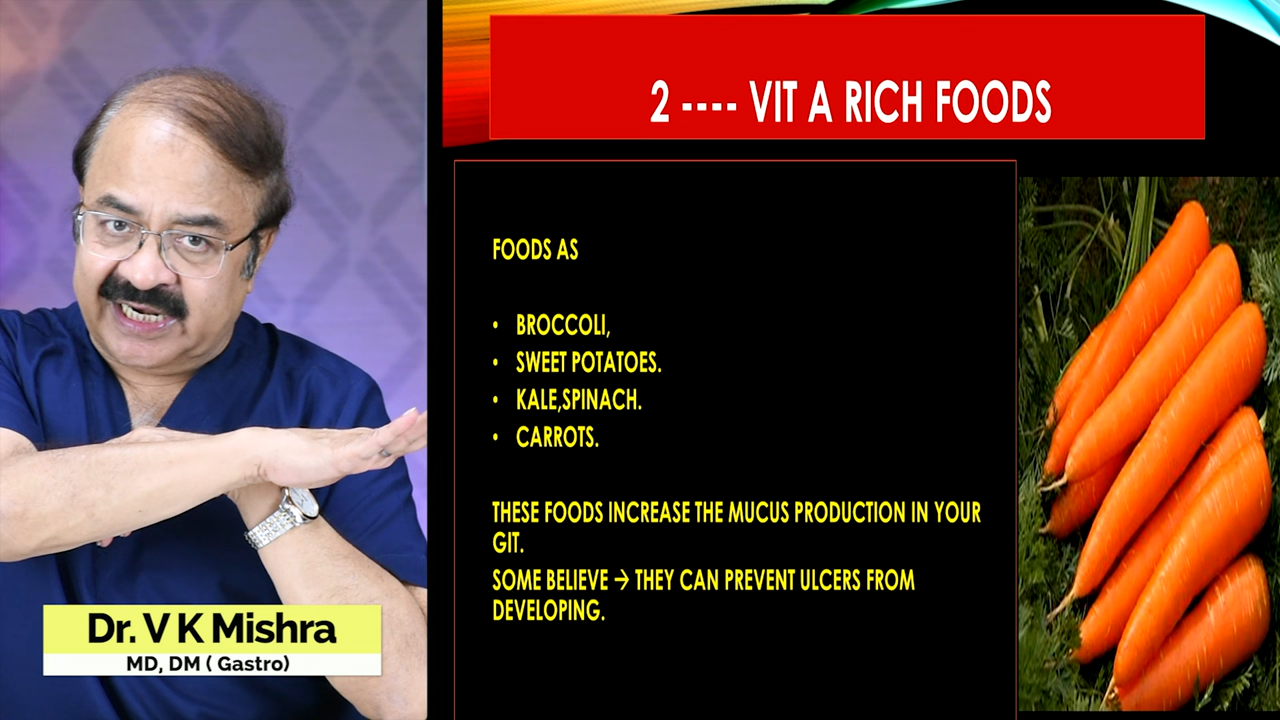 2 ---- VIT A RICH FOODS
FOODS AS
• BROCCOLI,
• SWEET POTATOES.
• KALE,SPINACH.
• CARROTS.
THESE FOODS INCREASE THE MUCUS PRODUCTION IN YOUR
GIT.
SOME BELIEVE → THEY CAN PREVENT ULCERS FROM
DEVELOPING.
Dr. V K Mishra
MD, DM ( Gastro)